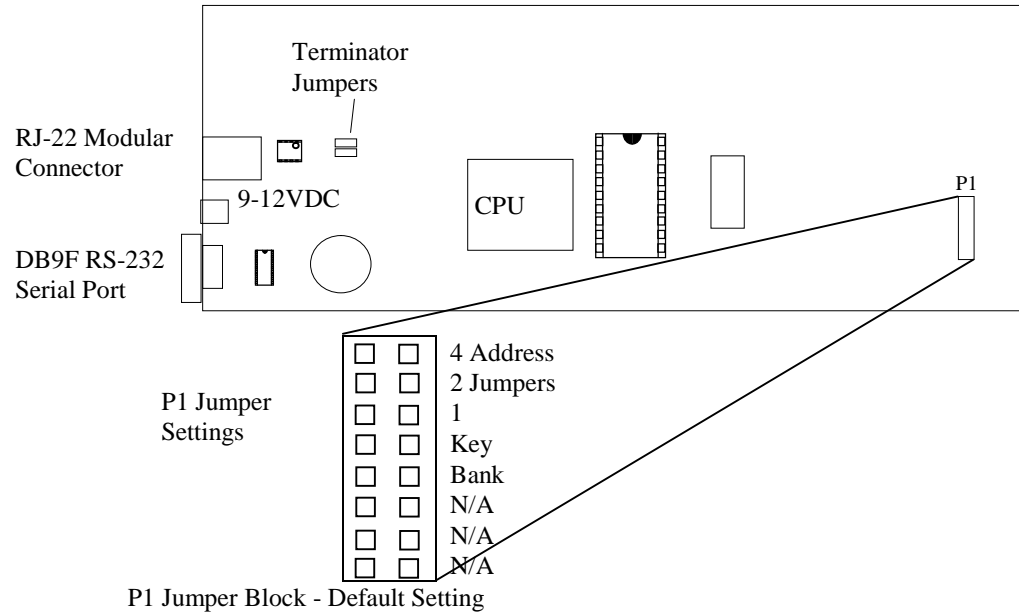 Terminator
Jumpers
RJ-22 Modular
Connector
9-12VDC
CPU
P1
DB9F RS-232
Serial Port
4 Address
2 Jumpers
P1 Jumper
Settings
1
Key
Bank
N/A
N/A
N/A
P1 Jumper Block - Default Setting